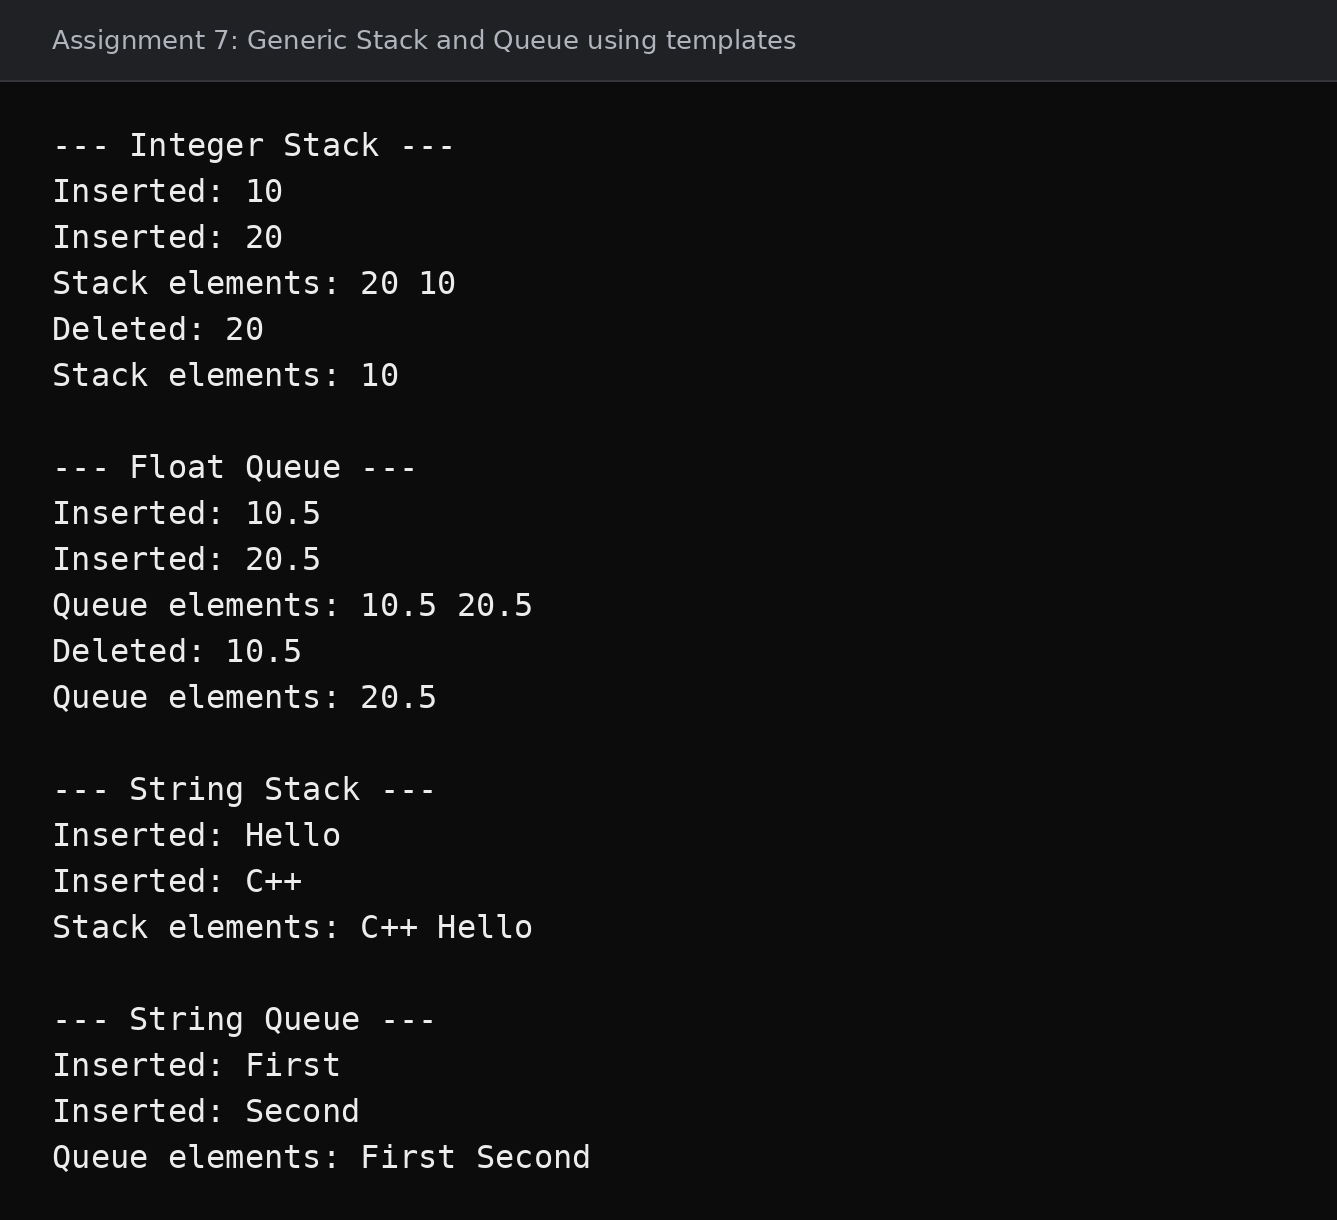 Assignment 7: Generic Stack and Queue using templates
--- Integer Stack ---
Inserted: 10
Inserted: 20
Stack elements: 20 10
Deleted: 20
Stack elements: 10
--- Float Queue ---
Inserted: 10.5
Inserted: 20.5
Queue elements: 10.5 20.5
Deleted: 10.5
Queue elements: 20.5
--- String Stack ---
Inserted: Hello
Inserted: C++
Stack elements: C++ Hello
--- String Queue ---
Inserted: First
Inserted: Second
Queue elements: First Second